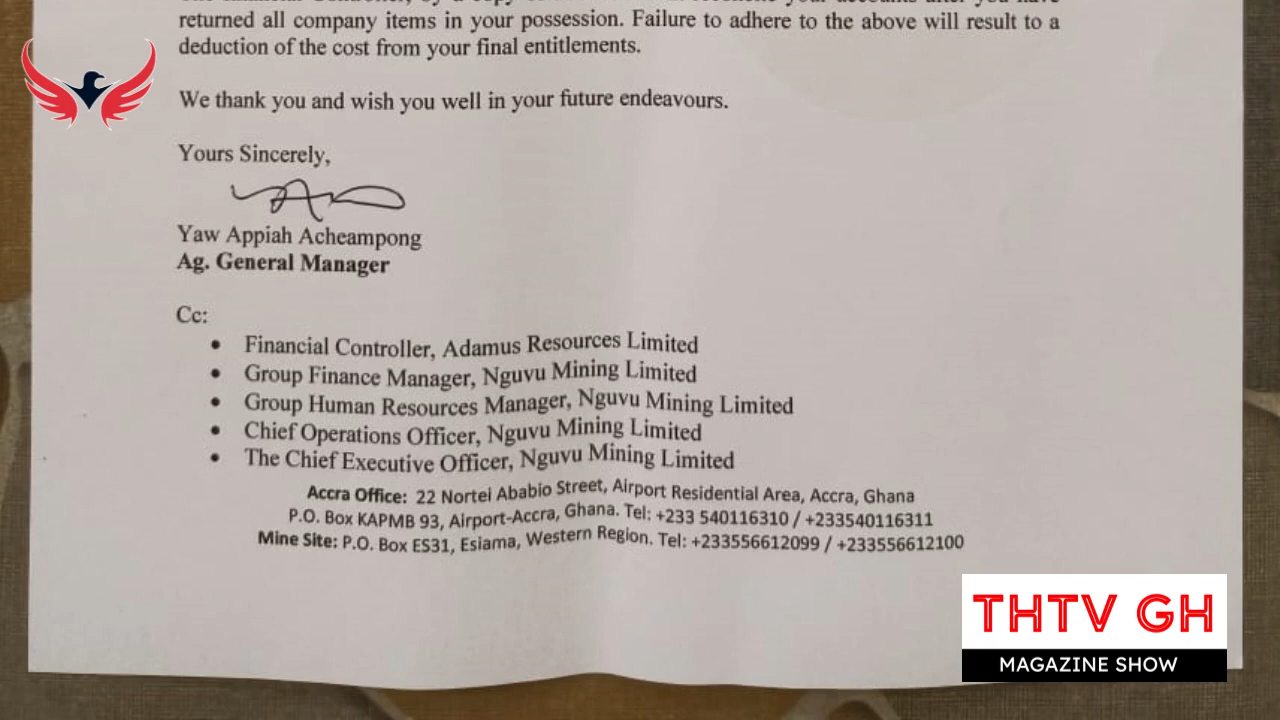 returned all company items in your possession. Failure to adhere to the above will result to a
deduction of the cost from your final entitlements.
We thank you and wish you well in your future endeavours.
Yours Sincerely,
Yaw Appiah Acheampong
Ag. General Manager
Cc:
• Financial Controller, Adamus Resources Limited
• Group Finance Manager, Nguvu Mining Limited
• Group Human Resources Manager, Nguvu Mining Limited
• Chief Operations Officer, Nguvu Mining Limited
• The Chief Executive Officer, Nguvu Mining Limited
Accra Office: 22 Nortei Ababio Street, Airport Residential Area, Accra, Ghana
P.O. Box KAPMB 93, Airport-Accra, Ghana. Tel: +233 540116310 / +233540116311
Mine Site: P.O. Box ES31, Esiama, Western Region. Tel: +233556612099 / +233556612100
THTV GH
MAGAZINE SHOW